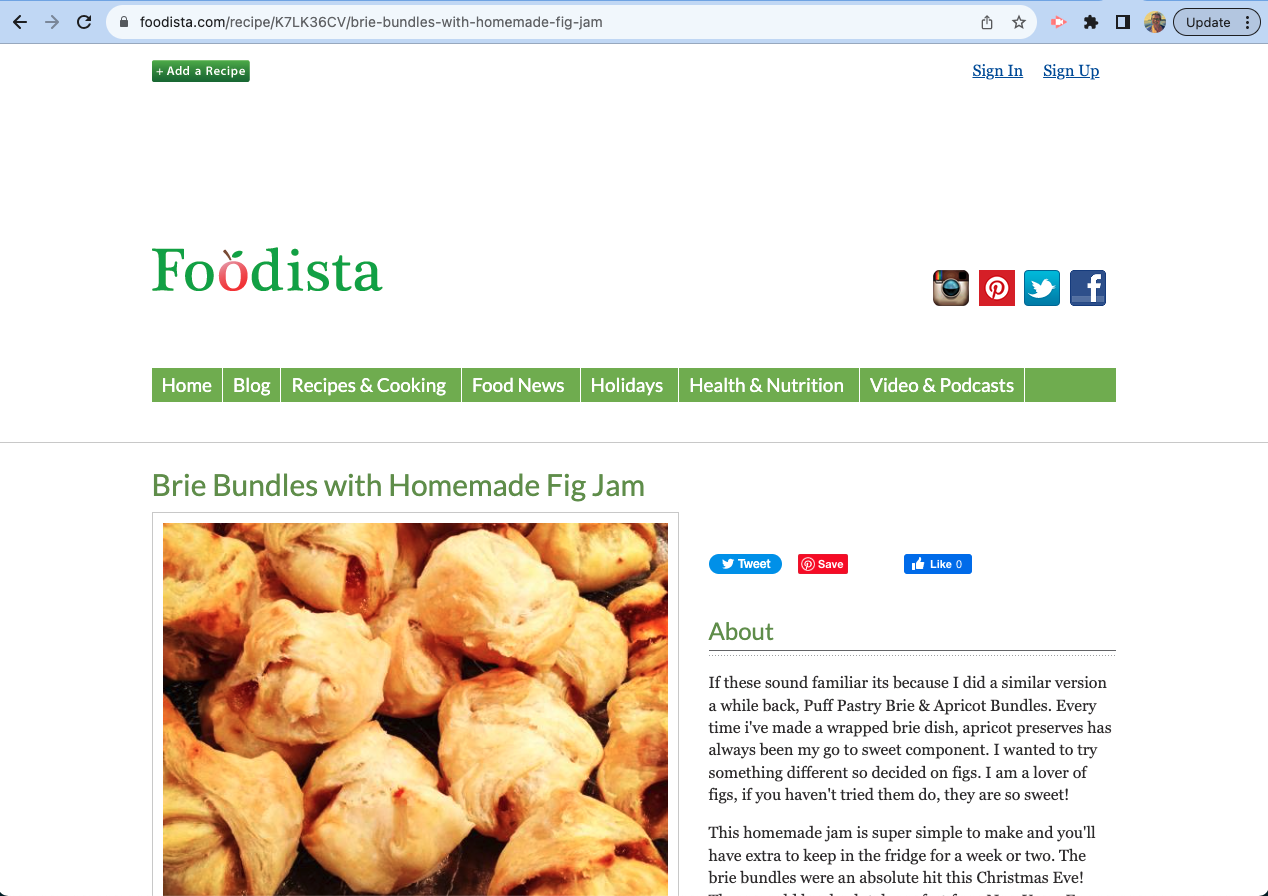 foodista.com/recipe/K7LK36CV/brie-bundles-with-homemade-fig-jam
Update
+ Add a Recipe
Sign In Sign Up
Foodista
Home Blog Recipes & Cooking Food News Holidays Health & Nutrition Video & Podcasts
Brie Bundles with Homemade Fig Jam
Tweet Save Like 0
About
If these sound familiar its because I did a similar version
a while back, Puff Pastry Brie & Apricot Bundles. Every
time i've made a wrapped brie dish, apricot preserves has
always been my go to sweet component. I wanted to try
something different so decided on figs. I am a lover of
figs, if you haven't tried them do, they are so sweet!
This homemade jam is super simple to make and you'll
have extra to keep in the fridge for a week or two. The
brie bundles were an absolute hit this Christmas Eve!